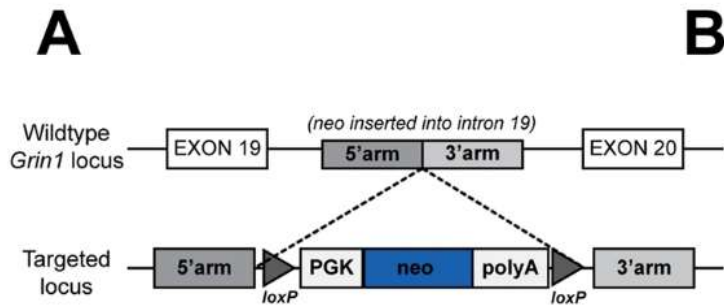 A
B
(neo inserted into intron 19)
Wildtype
Grin1 locus
EXON 19
5'arm
3'arm
EXON 20
Targeted
locus
5'arm
loxP
PGK
neo
polyA
loxP
3'arm